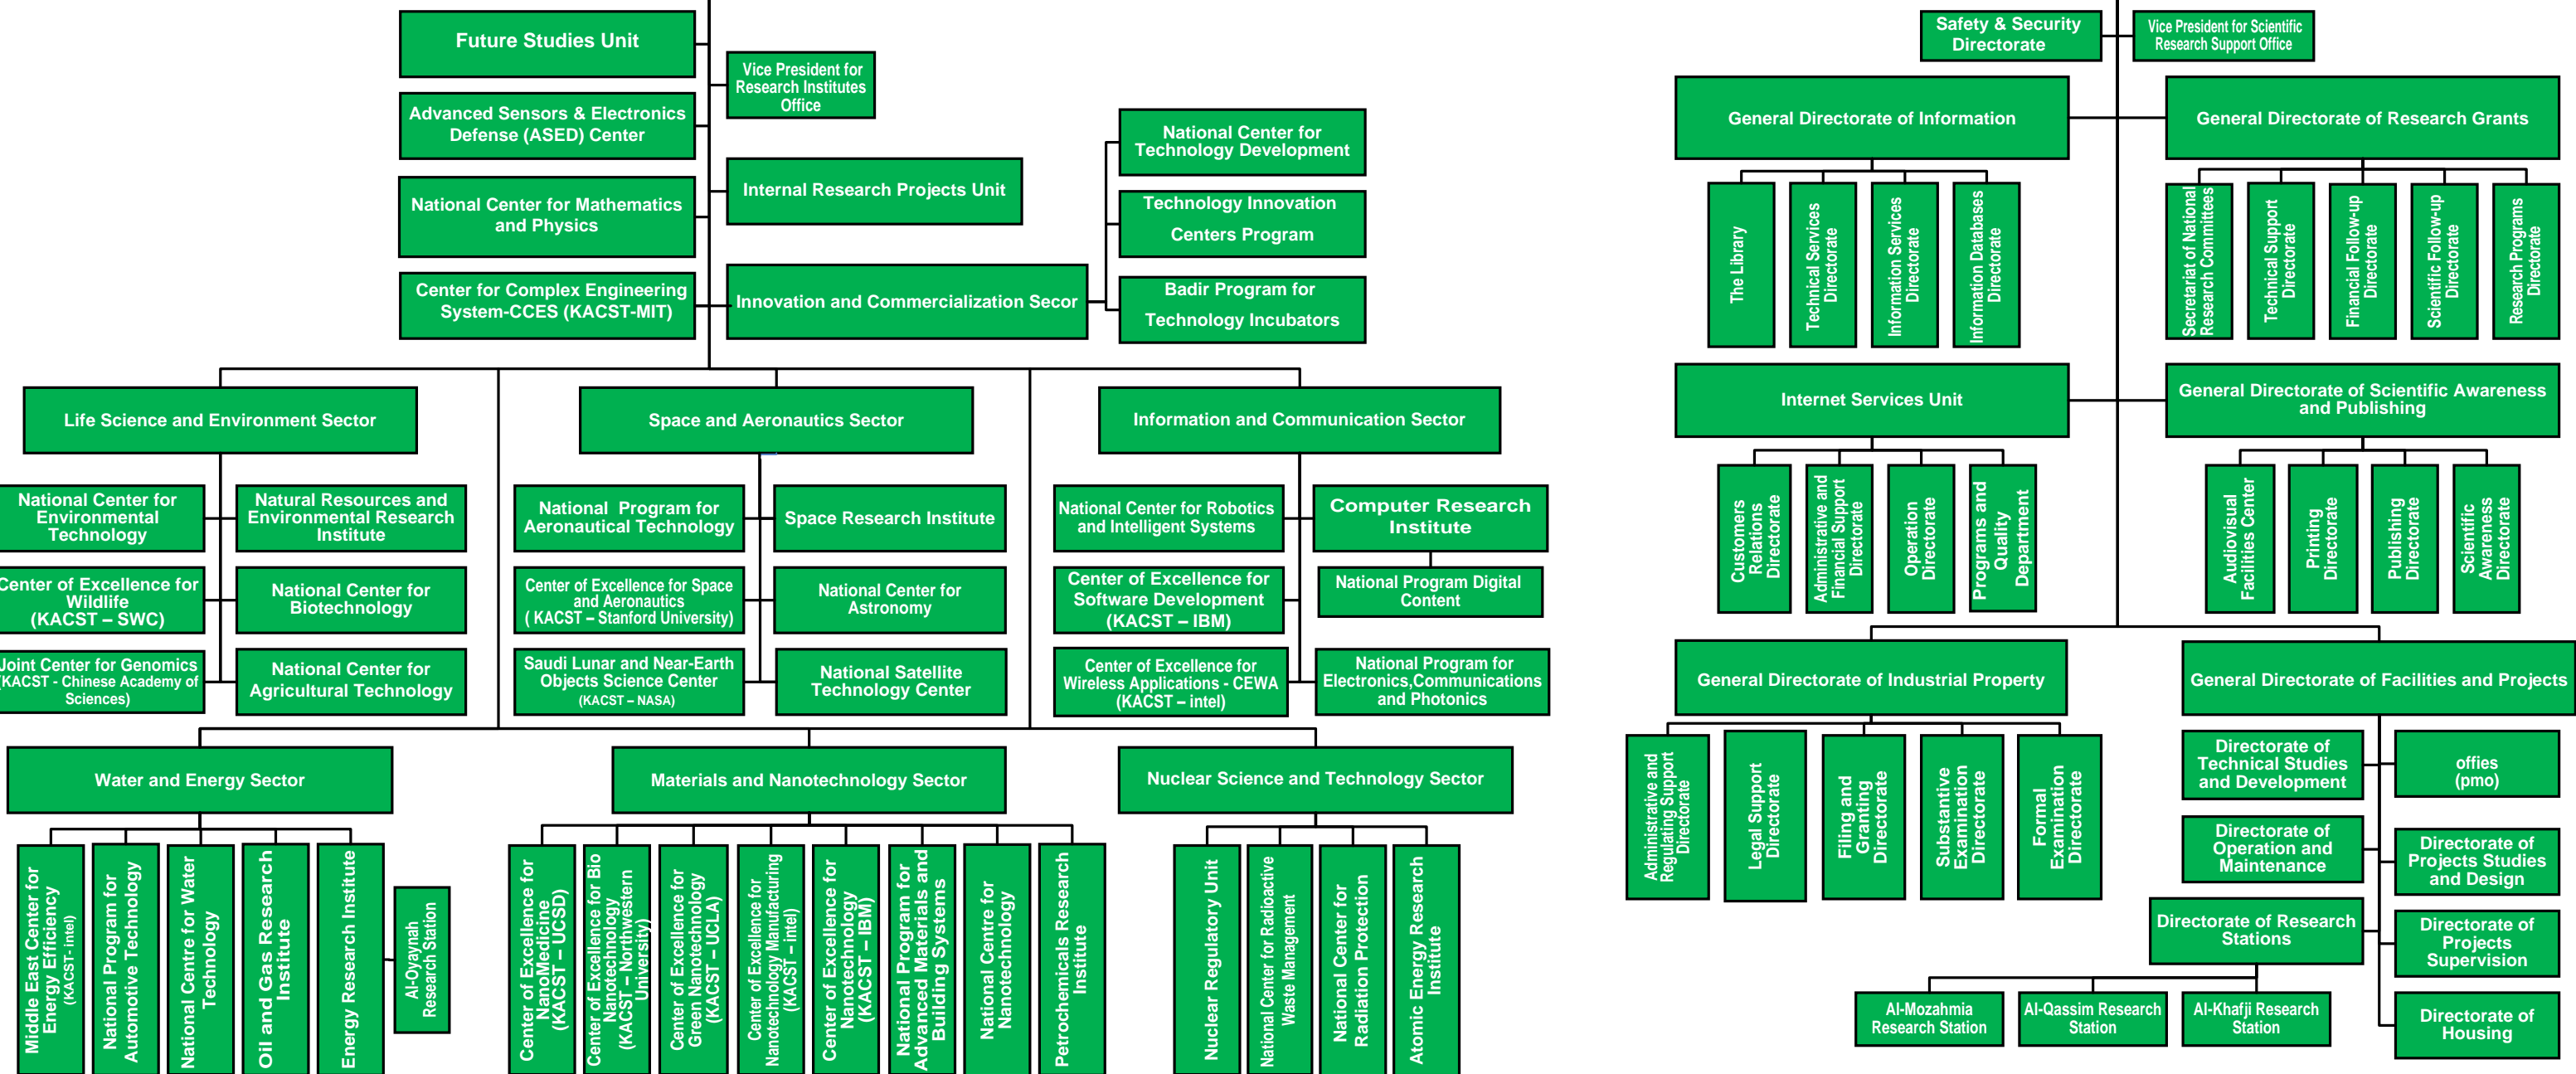 Future Studies Unit
Vice President for
Research Institutes
Office
Advanced Sensors & Electronics
Defense (ASED) Center
National Center for Mathematics
and Physics
Internal Research Projects Unit
Center for Complex Engineering
System-CCES (KACST-MIT)
Innovation and Commercialization Secor
National Center for
Technology Development
Technology Innovation
Centers Program
Badir Program for
Technology Incubators
Life Science and Environment Sector
Space and Aeronautics Sector
Information and Communication Sector
National Center for
Environmental
Technology
Natural Resources and
Environmental Research
Institute
Center of Excellence for
Wildlife
(KACST – SWC)
National Center for
Biotechnology
Joint Center for Genomics
(KACST - Chinese Academy of
Sciences)
National Center for
Agricultural Technology
National Program for
Aeronautical Technology
Space Research Institute
Center of Excellence for Space
and Aeronautics
( KACST – Stanford University)
National Center for
Astronomy
Saudi Lunar and Near-Earth
Objects Science Center
(KACST – NASA)
National Satellite
Technology Center
National Center for Robotics
and Intelligent Systems
Computer Research
Institute
Center of Excellence for
Software Development
(KACST – IBM)
National Program Digital
Content
Center of Excellence for
Wireless Applications - CEWA
(KACST – intel)
National Program for
Electronics,Communications
and Photonics
Water and Energy Sector
Materials and Nanotechnology Sector
Nuclear Science and Technology Sector
Middle East Center for
Energy Efficiency
(KACST- intel)
National Program for
Automotive Technology
National Centre for Water
Technology
Oil and Gas Research
Institute
Energy Research Institute
Al-Oyaynah
Research Station
Center of Excellence for
NanoMedicine
(KACST – UCSD)
Center of Excellence for Bio
Nanotechnology
(KACST – Northwestern
University)
Center of Excellence for
Green Nanotechnology
(KACST – UCLA)
Center of Excellence for
Nanotechnology Manufacturing
(KACST – intel)
Center of Excellence for
Nanotechnology
(KACST – IBM)
National Program for
Advanced Materials and
Building Systems
National Centre for
Nanotechnology
Petrochemicals Research
Institute
Nuclear Regulatory Unit
National Center for Radioactive
Waste Management
National Center for
Radiation Protection
Atomic Energy Research
Institute
Safety & Security
Directorate
Vice President for Scientific
Research Support Office
General Directorate of Information
General Directorate of Research Grants
The Library
Technical Services
Directorate
Information Services
Directorate
Information Databases
Directorate
Secretariat of National
Research Committees
Technical Support
Directorate
Financial Follow-up
Directorate
Scientific Follow-up
Directorate
Research Programs
Directorate
Internet Services Unit
General Directorate of Scientific Awareness
and Publishing
Customers
Relations
Directorate
Administrative and
Financial Support
Directorate
Operation
Directorate
Programs and
Quality
Department
Audiovisual
Facilities Center
Printing
Directorate
Publishing
Directorate
Scientific
Awareness
Directorate
General Directorate of Industrial Property
General Directorate of Facilities and Projects
Administrative and
Regulating Support
Directorate
Legal Support
Directorate
Filing and
Granting
Directorate
Substantive
Examination
Directorate
Formal
Examination
Directorate
Directorate of
Technical Studies
and Development
offies
(pmo)
Directorate of
Operation and
Maintenance
Directorate of
Projects Studies
and Design
Directorate of Research
Stations
Directorate of
Projects
Supervision
Al-Mozahmia
Research Station
Al-Qassim Research
Station
Al-Khafji Research
Station
Directorate of
Housing